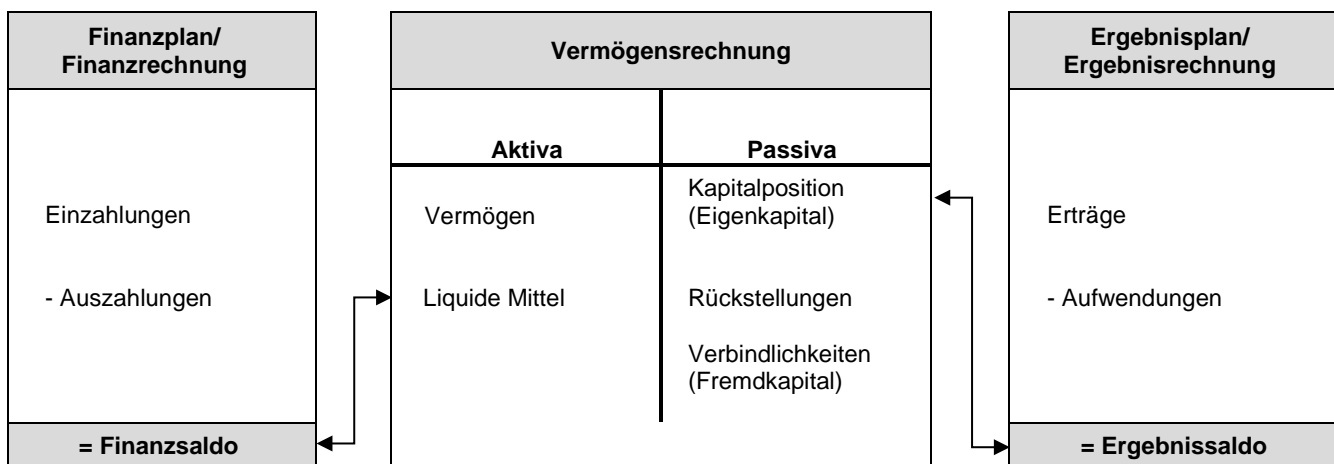 Finanzplan/
Finanzrechnung
Einzahlungen
- Auszahlungen
= Finanzsaldo
Vermögensrechnung
Aktiva
Passiva
Vermögen
Liquide Mittel
Kapitalposition
(Eigenkapital)
Rückstellungen
Verbindlichkeiten
(Fremdkapital)
Ergebnisplan/
Ergebnisrechnung
Erträge
- Aufwendungen
= Ergebnissaldo